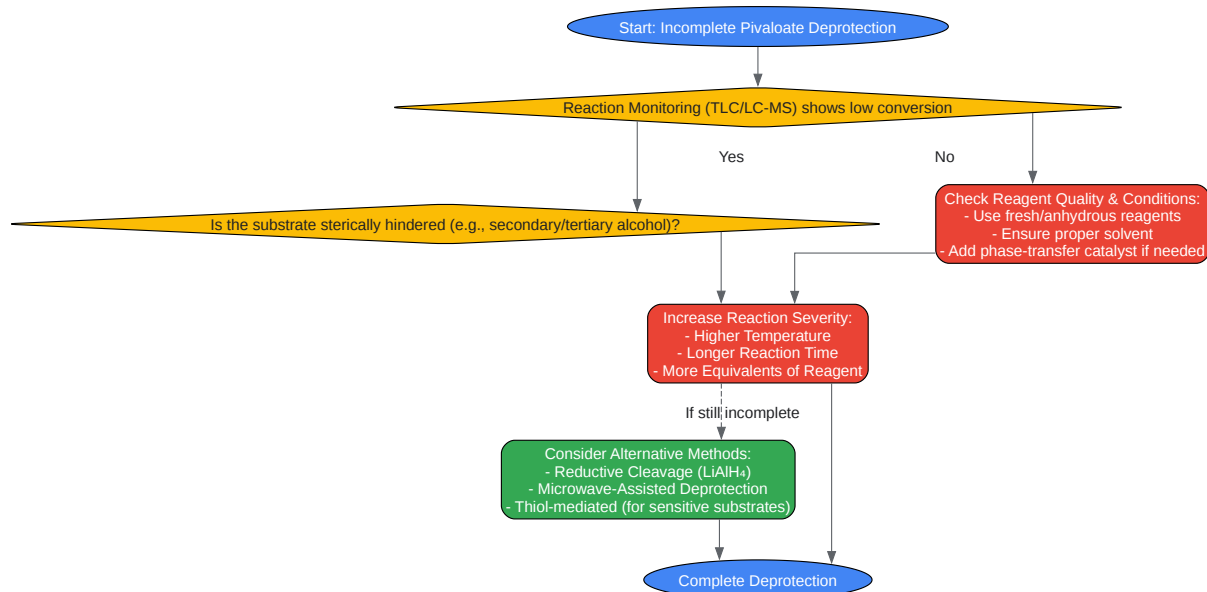 Start: Incomplete Pivaloate Deprotection
Reaction Monitoring (TLC/LC-MS) shows low conversion
Yes
No
Check Reagent Quality & Conditions:
- Use fresh/anhydrous reagents
- Ensure proper solvent
- Add phase-transfer catalyst if needed
Is the substrate sterically hindered (e.g., secondary/tertiary alcohol)?
Increase Reaction Severity:
- Higher Temperature
- Longer Reaction Time
- More Equivalents of Reagent
If still incomplete
Consider Alternative Methods:
- Reductive Cleavage (LiAlH₄)
- Microwave-Assisted Deprotection
- Thiol-mediated (for sensitive substrates)
Complete Deprotection